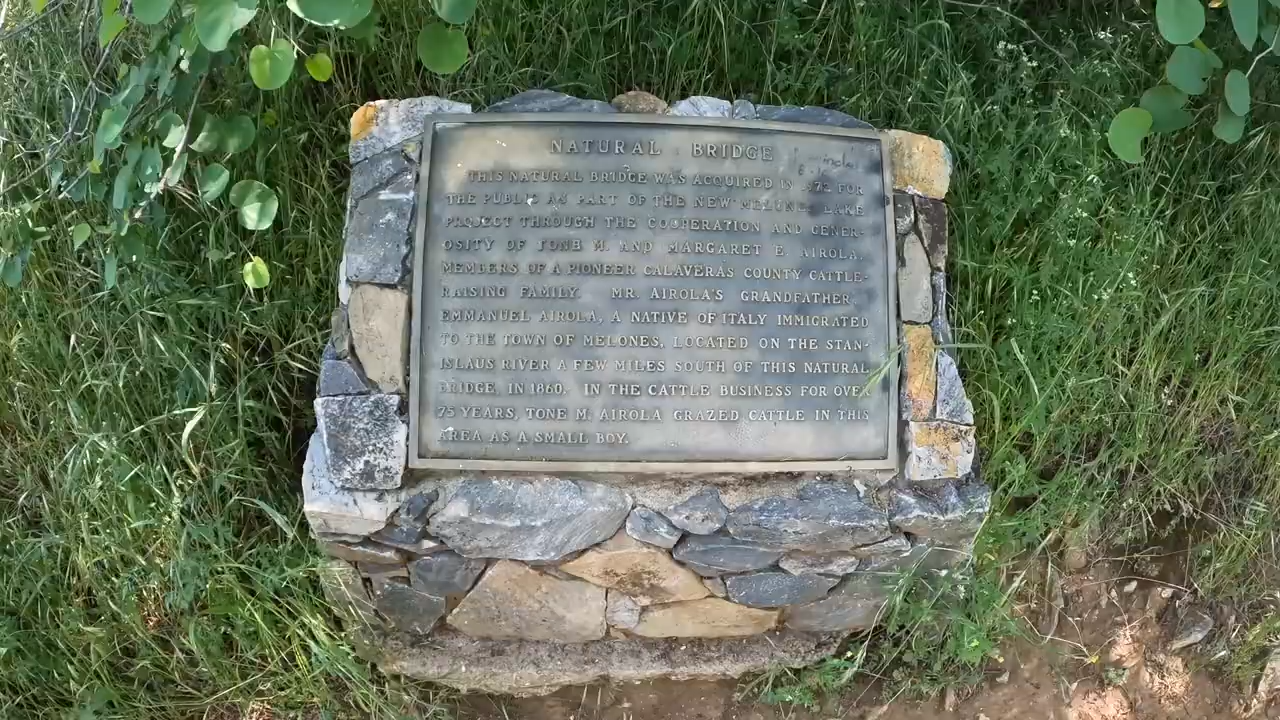 NATURAL BRIDGE
THIS NATURAL BRIDGE WAS ACQUIRED IN 1972 FOR
THE PUBLIC AS PART OF THE NEW MELONES LAKE
PROJECT THROUGH THE COOPERATION AND GENER-
OSITY OF TONE M. AND MARGARET E. AIROLA,
MEMBERS OF A PIONEER CALAVERAS COUNTY CATTLE-
RAISING FAMILY. MR. AIROLA'S GRANDFATHER,
EMMANUEL AIROLA, A NATIVE OF ITALY IMMIGRATED
TO THE TOWN OF MELONES, LOCATED ON THE STAN-
ISLAUS RIVER A FEW MILES SOUTH OF THIS NATURAL
BRIDGE, IN 1860. IN THE CATTLE BUSINESS FOR OVER
75 YEARS, TONE M. AIROLA GRAZED CATTLE IN THIS
AREA AS A SMALL BOY.